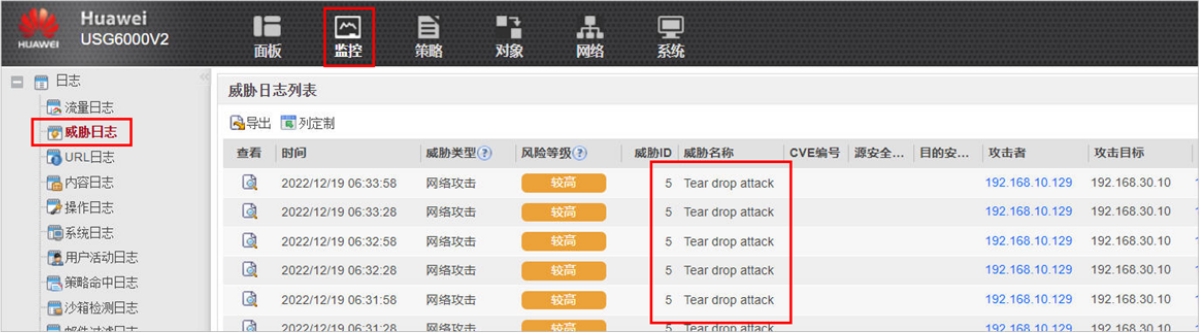 HUAWEI
Huawei
USG6000V2
面板 监控 策略 对象 网络 系统
日志
流量日志
威胁日志
URL日志
内容日志
操作日志
系统日志
用户活动日志
策略命中日志
沙箱检测日志
邮件过滤日志
威胁日志列表
导出 列定制
查看 时间 威胁类型 ? 风险等级 ? 威胁ID 威胁名称 CVE编号 源安全... 目的安... 攻击者 攻击目标
2022/12/19 06:33:58 网络攻击 较高 5 Tear drop attack 192.168.10.129 192.168.30.10
2022/12/19 06:33:28 网络攻击 较高 5 Tear drop attack 192.168.10.129 192.168.30.10
2022/12/19 06:32:58 网络攻击 较高 5 Tear drop attack 192.168.10.129 192.168.30.10
2022/12/19 06:32:28 网络攻击 较高 5 Tear drop attack 192.168.10.129 192.168.30.10
2022/12/19 06:31:58 网络攻击 较高 5 Tear drop attack 192.168.10.129 192.168.30.10
2022/12/19 06:31:28 网络攻击 较高 5 Tear drop attack 192.168.10.129 192.168.30.10